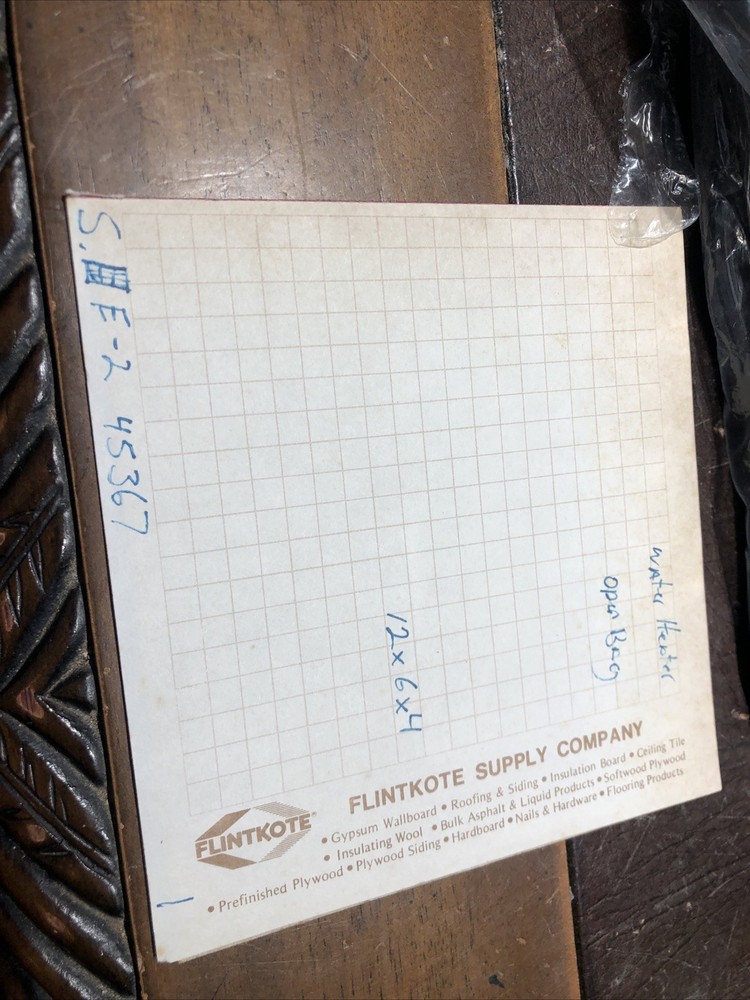 S. E-2 45367
Water Heater
Open Bag
12x6x4
FLINTKOTE SUPPLY COMPANY
• Gypsum Wallboard • Roofing & Siding • Insulation Board • Ceiling Tile
• Insulating Wool • Bulk Asphalt & Liquid Products • Softwood Plywood
• Prefinished Plywood • Plywood Siding • Hardboard • Nails & Hardware • Flooring Products
FLINTKOTE®
1